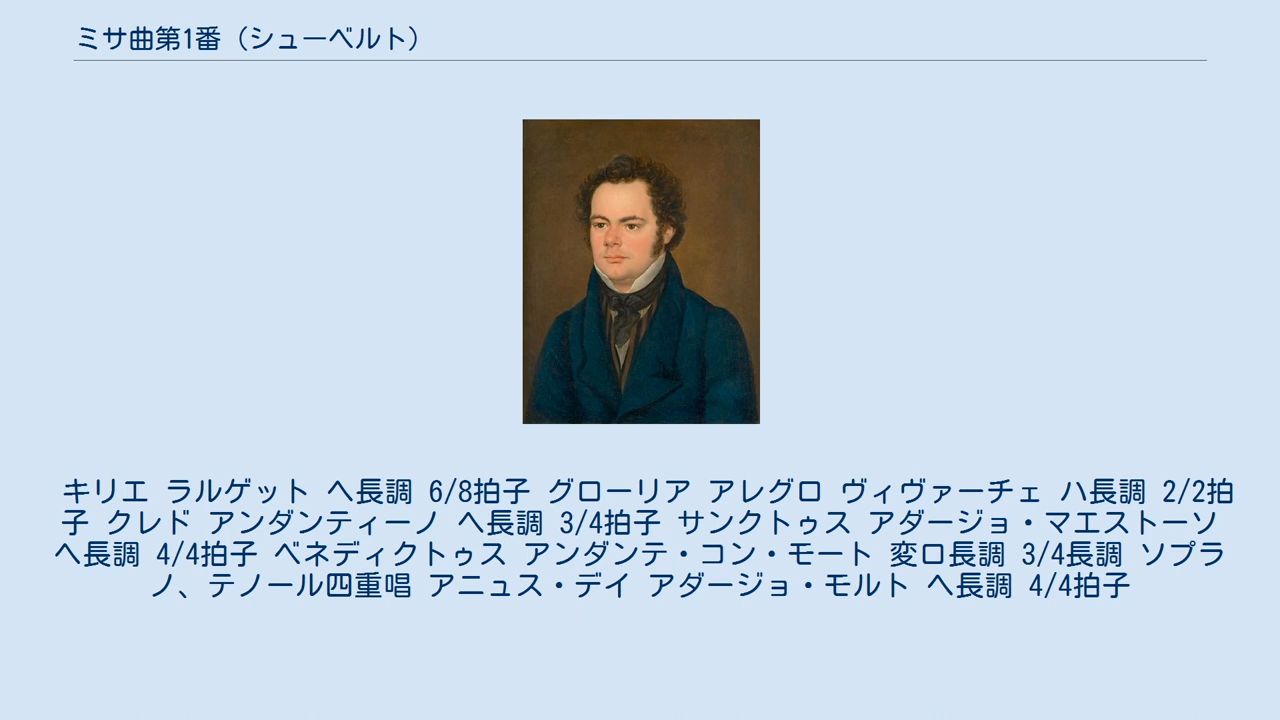 ミサ曲第1番（シューベルト）
キリエ ラルゲット ヘ長調 6/8拍子 グローリア アレグロ ヴィヴァーチェ ハ長調 2/2拍
子 クレド アンダンティーノ ヘ長調 3/4拍子 サンクトゥス アダージョ・マエストーソ
ヘ長調 4/4拍子 ベネディクトゥス アンダンテ・コン・モート 変ロ長調 3/4長調 ソプラ
ノ、テノール四重唱 アニュス・デイ アダージョ・モルト ヘ長調 4/4拍子